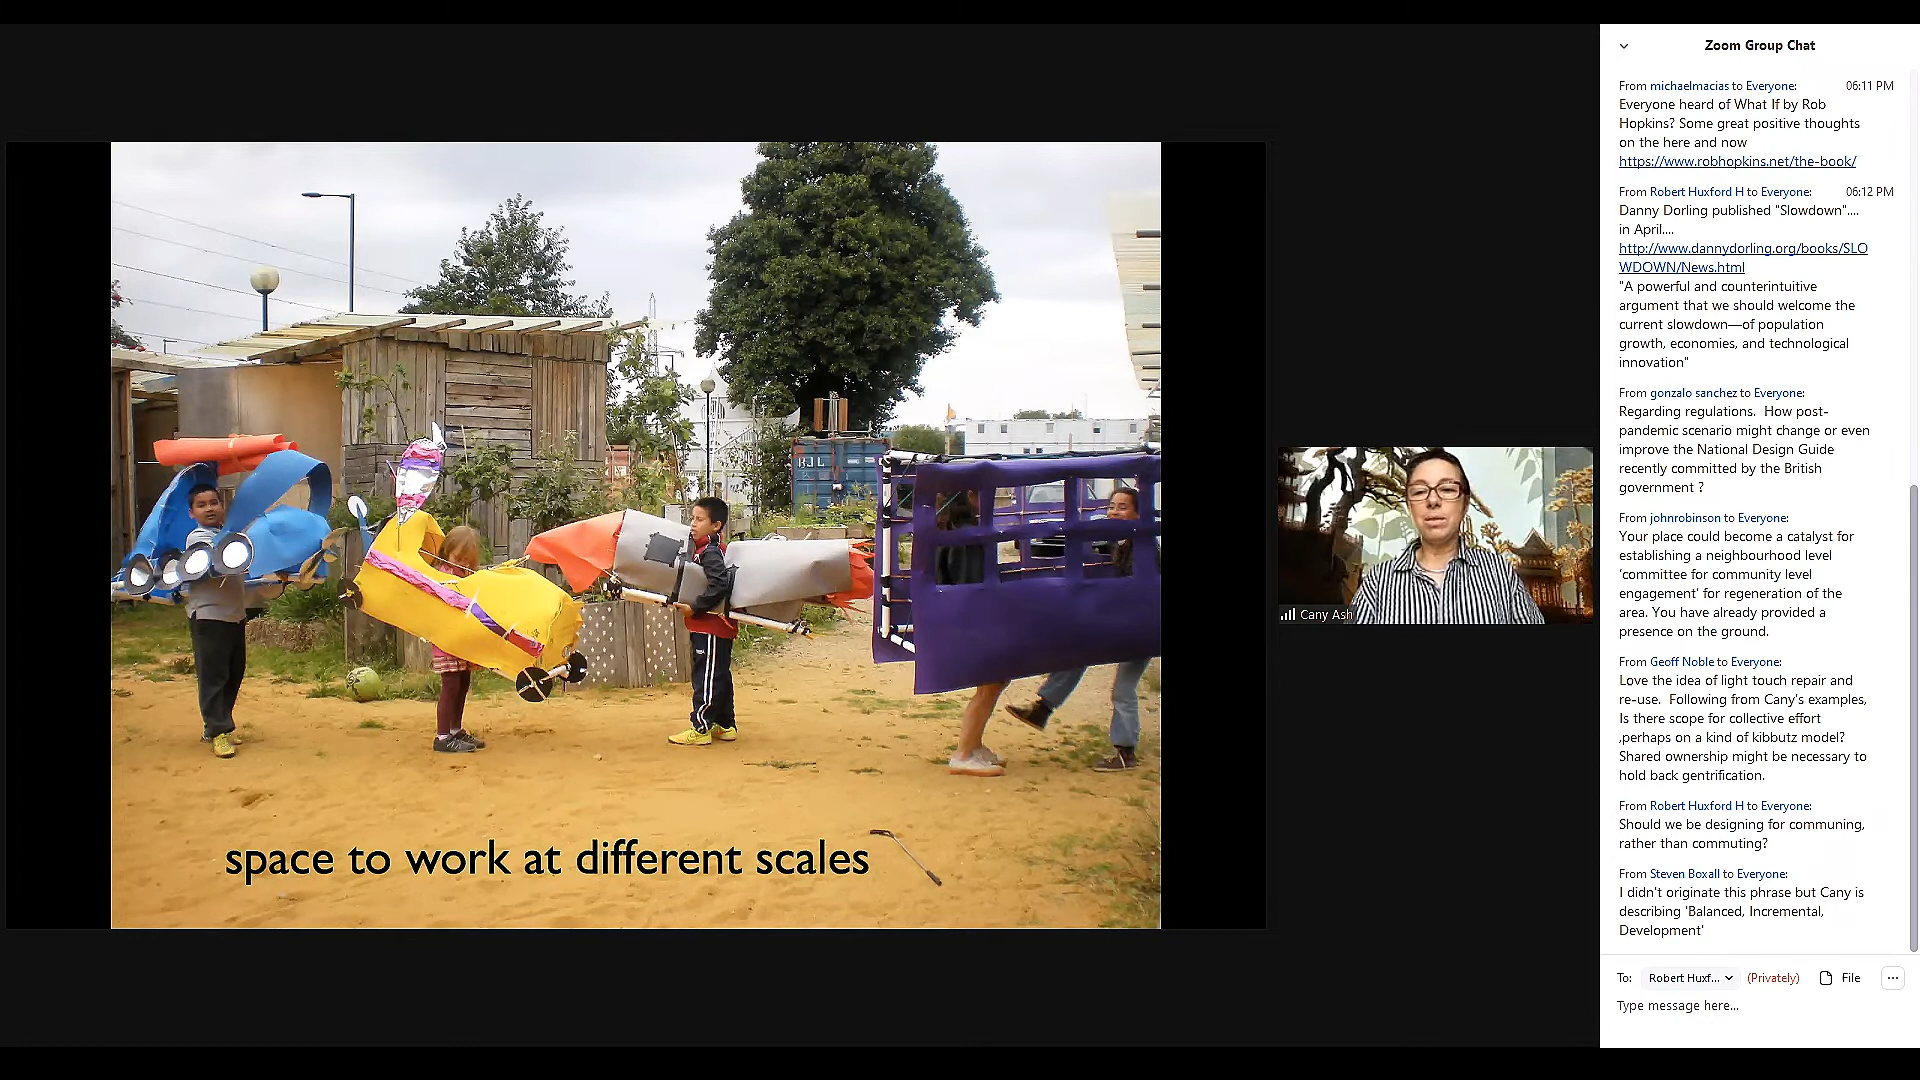 Zoom Group Chat
From michaelmacias to Everyone: 06:11 PM
Everyone heard of What If by Rob
Hopkins? Some great positive thoughts
on the here and now
https://www.robhopkins.net/the-book/
From Robert Huxford H to Everyone: 06:12 PM
Danny Dorling published "Slowdown"....
in April....
http://www.dannydorling.org/books/SLO
WDOWN/News.html
"A powerful and counterintuitive
argument that we should welcome the
current slowdown—of population
growth, economies, and technological
innovation"
From gonzalo sanchez to Everyone:
Regarding regulations.  How post-
pandemic scenario might change or even
improve the National Design Guide
recently committed by the British
government ?
From johnrobinson to Everyone:
Your place could become a catalyst for
establishing a neighbourhood level
'committee for community level
engagement' for regeneration of the
area. You have already provided a
presence on the ground.
From Geoff Noble to Everyone:
Love the idea of light touch repair and
re-use.  Following from Cany's examples,
Is there scope for collective effort
,perhaps on a kind of kibbutz model?
Shared ownership might be necessary to
hold back gentrification.
From Robert Huxford H to Everyone:
Should we be designing for communing,
rather than commuting?
From Steven Boxall to Everyone:
I didn't originate this phrase but Cany is
describing 'Balanced, Incremental,
Development'
To: Robert Huxf... (Privately) File ...
Type message here...
Cany Ash
space to work at different scales